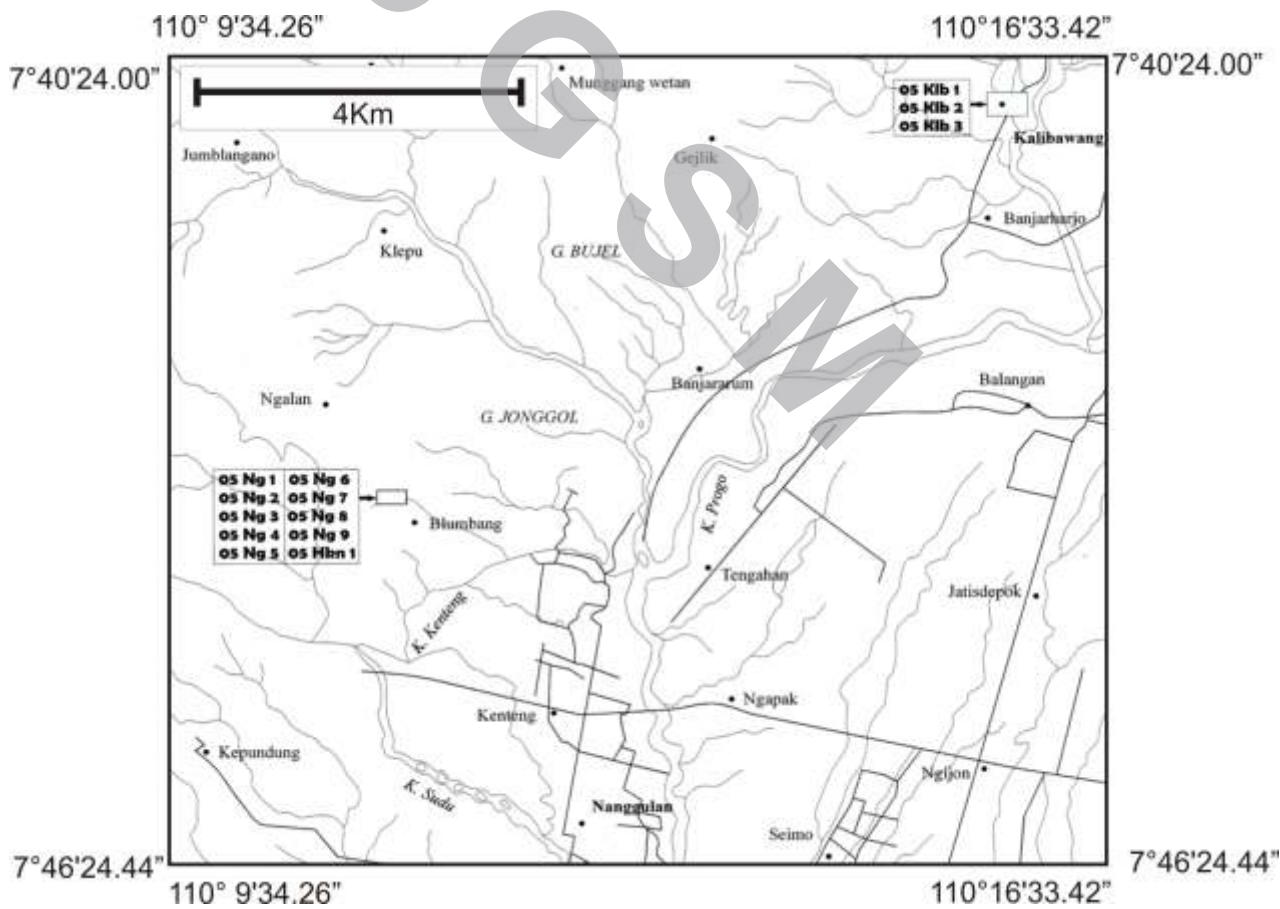 110° 9'34.26”
110°16'33.42”
7°40'24.00”
7°40'24.00”
4Km
Munggang wetan
05 Klb 1
05 Klb 2
05 Klb 3
Kalibawang
Jumblangano
Gejlik
Banjarharjo
Klepu
G. BUJEL
Banjararum
Balangan
Ngalan
G. JONGGOL
05 Ng 1 05 Ng 6
05 Ng 2 05 Ng 7
05 Ng 3 05 Ng 8
05 Ng 4 05 Ng 9
05 Ng 5 05 Hkn 1
Blumbang
K. Progo
Tengahan
Jatisdepok
K. Kenteng
Ngapak
Kenteng
Kepundung
Ngijon
K. Sudu
Nanggulan
Seimo
7°46'24.44”
7°46'24.44”
110° 9'34.26”
110°16'33.42”
G
S
M